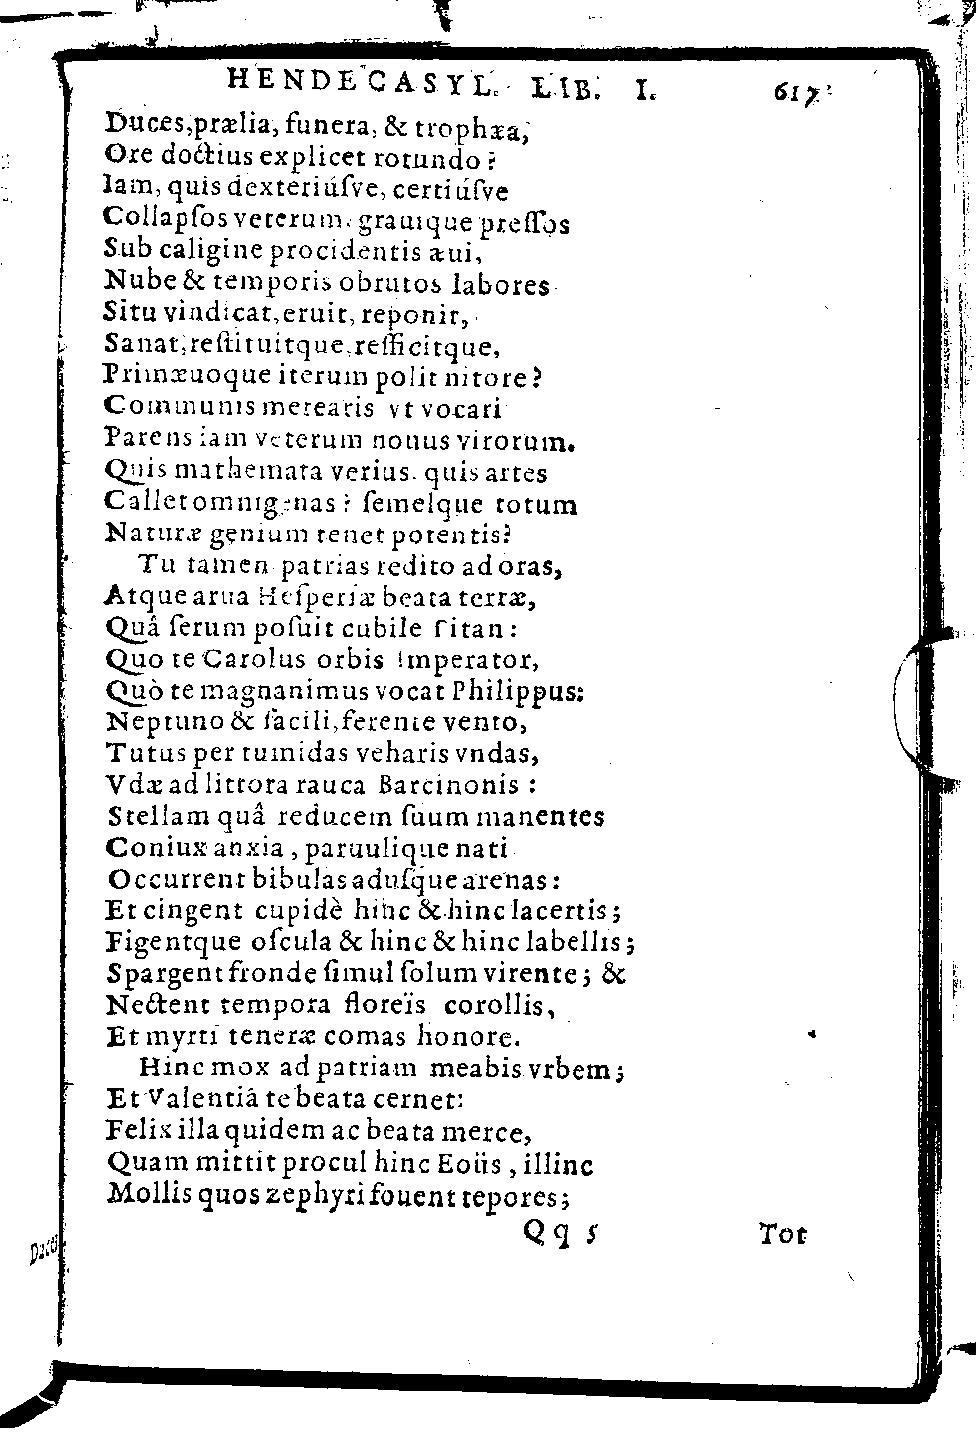 HENDECASYL. LIB. I. 617
Duces, prælia, funera, & trophæa,
Ore doctius explicet rotundo?
Iam, quis dexteriúſve, certiúſve
Collapſos veterum, grauique preſſos
Sub caligine procidentis æui,
Nube & temporis obrutos labores
Situ vindicat, eruit, reponit,
Sanat, reſtituitque, refficitque,
Primæuoque iterum polit nitore?
Communis merearis vt vocari
Parens iam veterum nouus virorum.
Quis mathemata verius. quis artes
Callet omnigenas? ſemelque totum
Naturæ genium tenet potentis?
Tu tamen patrias redito ad oras,
Atque arua Heſperiæ beata terræ,
Quâ ſerum poſuit cubile Titan:
Quo te Carolus orbis Imperator,
Quò te magnanimus vocat Philippus:
Neptuno & facili, ferente vento,
Tutus per tumidas veharis vndas,
Vdæ ad littora rauca Barcinonis:
Stellam quâ reducem ſuum manentes
Coniux anxia, paruulique nati
Occurrent bibulas aduſque arenas:
Et cingent cupidè hinc & hinc lacertis;
Figentque oſcula & hinc & hinc labellis;
Spargent fronde ſimul ſolum virente; &
Nectent tempora floreïs corollis,
Et myrti teneræ comas honore.
Hinc mox ad patriam meabis vrbem;
Et Valentiâ te beata cernet:
Felix illa quidem ac beata merce,
Quam mittit procul hinc Eoiis, illinc
Mollis quos zephyri fouent tepores;
Qq 5 Tot